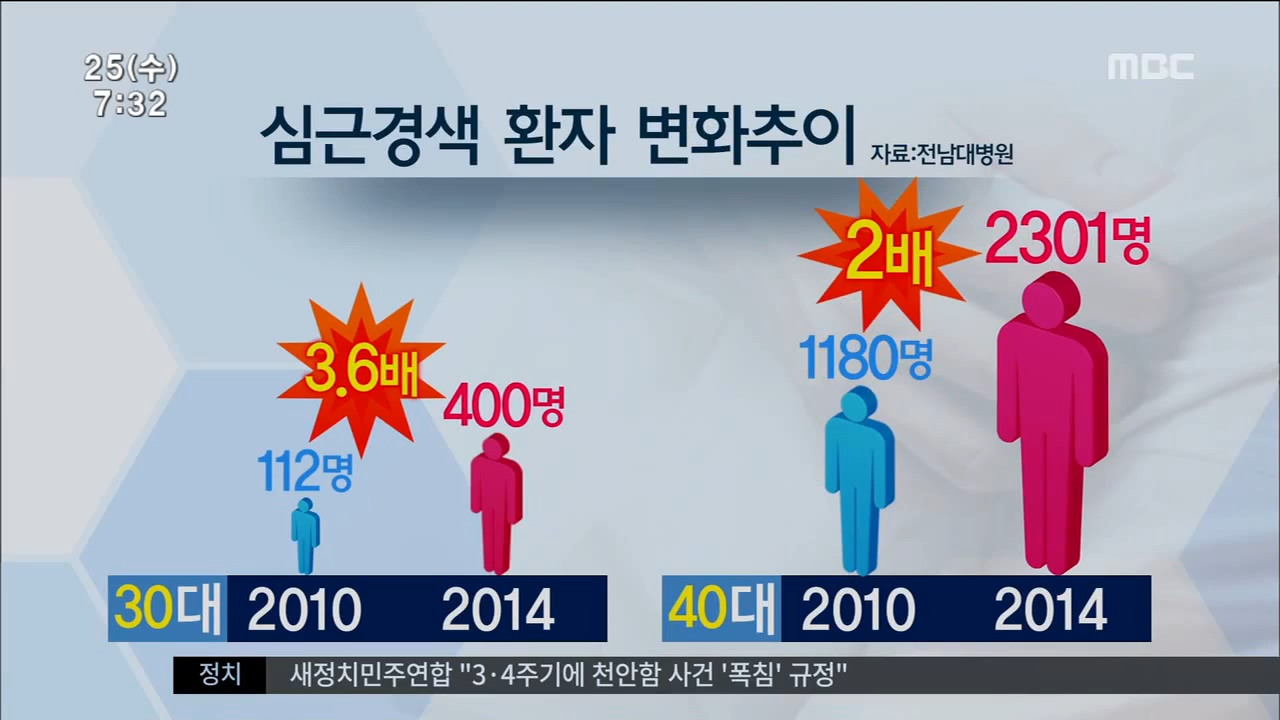 25(수)
7:32
MBC
심근경색 환자 변화추이
자료:전남대병원
3.6배
112명
400명
2배
1180명
2301명
30대 2010 2014
40대 2010 2014
정치 새정치민주연합 "3·4주기에 천안함 사건 '폭침' 규정"